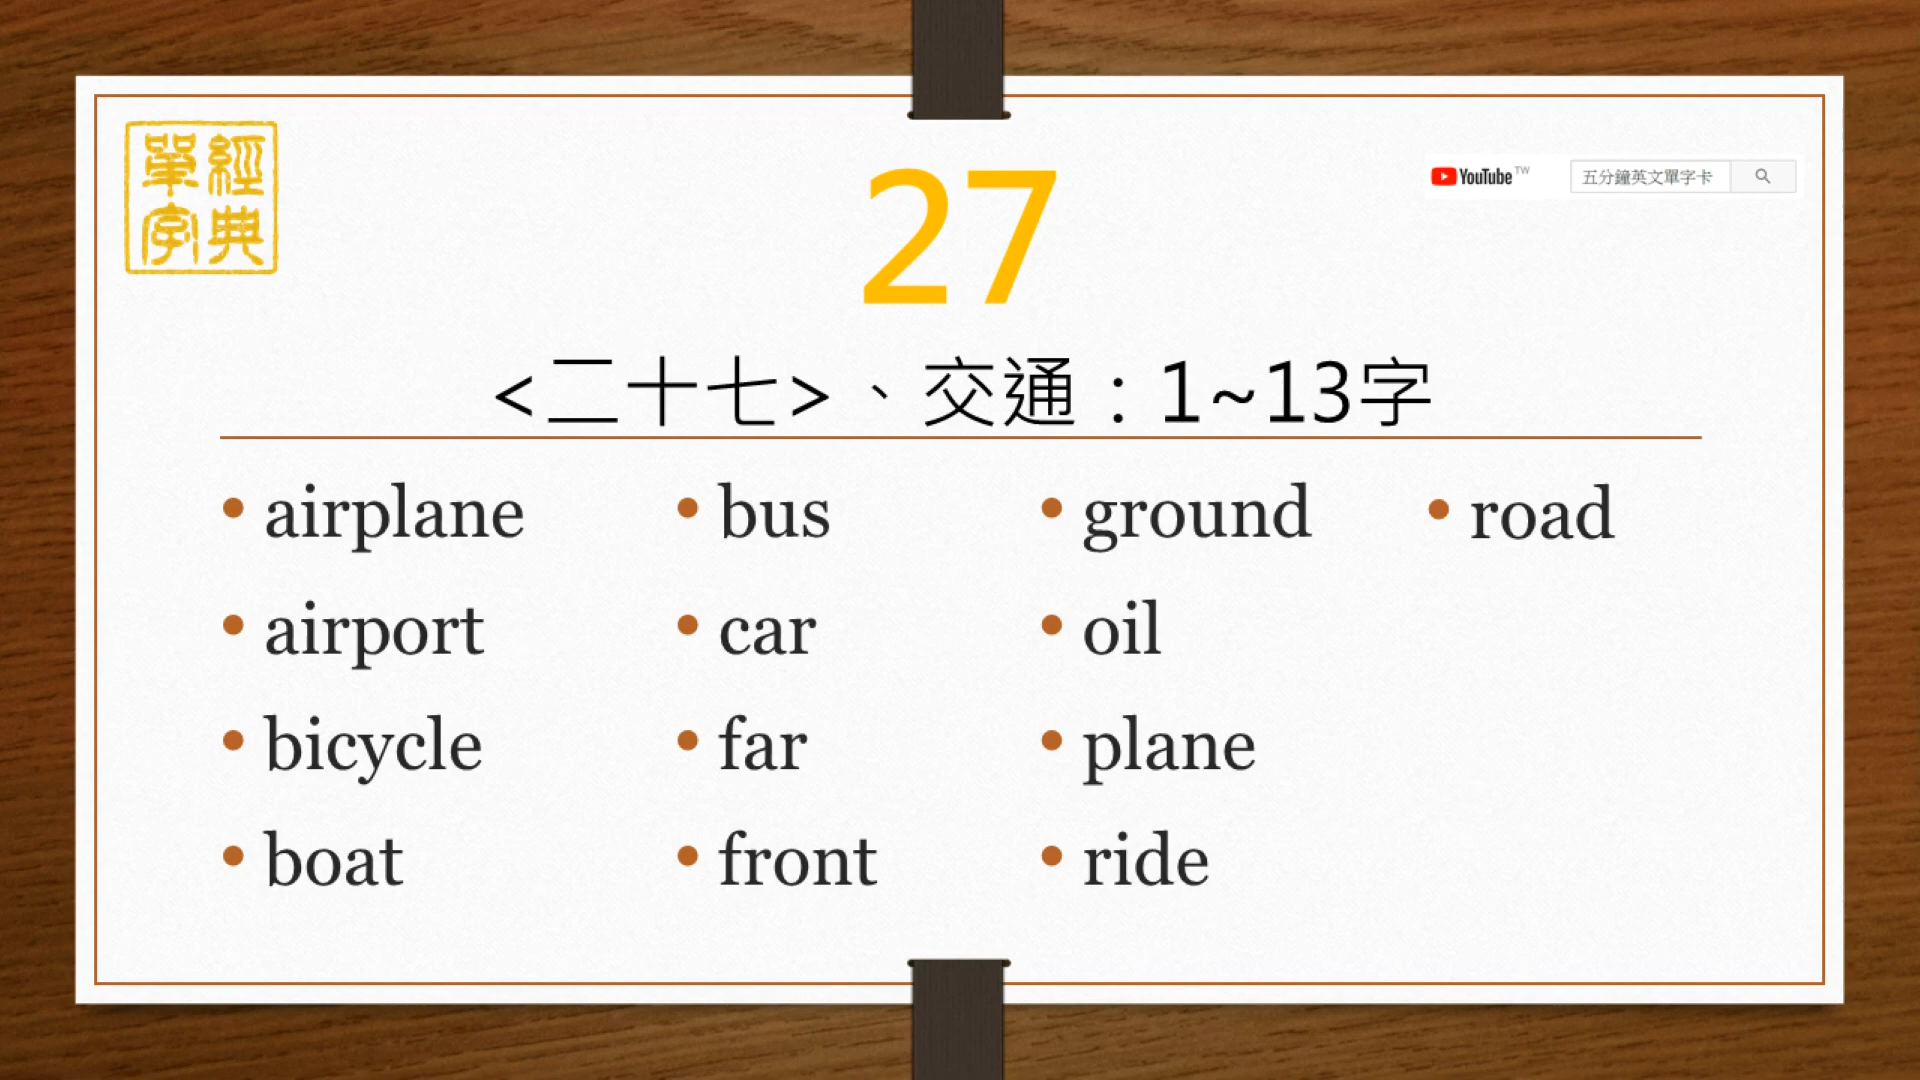 經典
單字
27
YouTube TW
五分鐘英文單字卡
<二十七>、交通：1~13字
• airplane
• airport
• bicycle
• boat
• bus
• car
• far
• front
• ground
• oil
• plane
• ride
• road